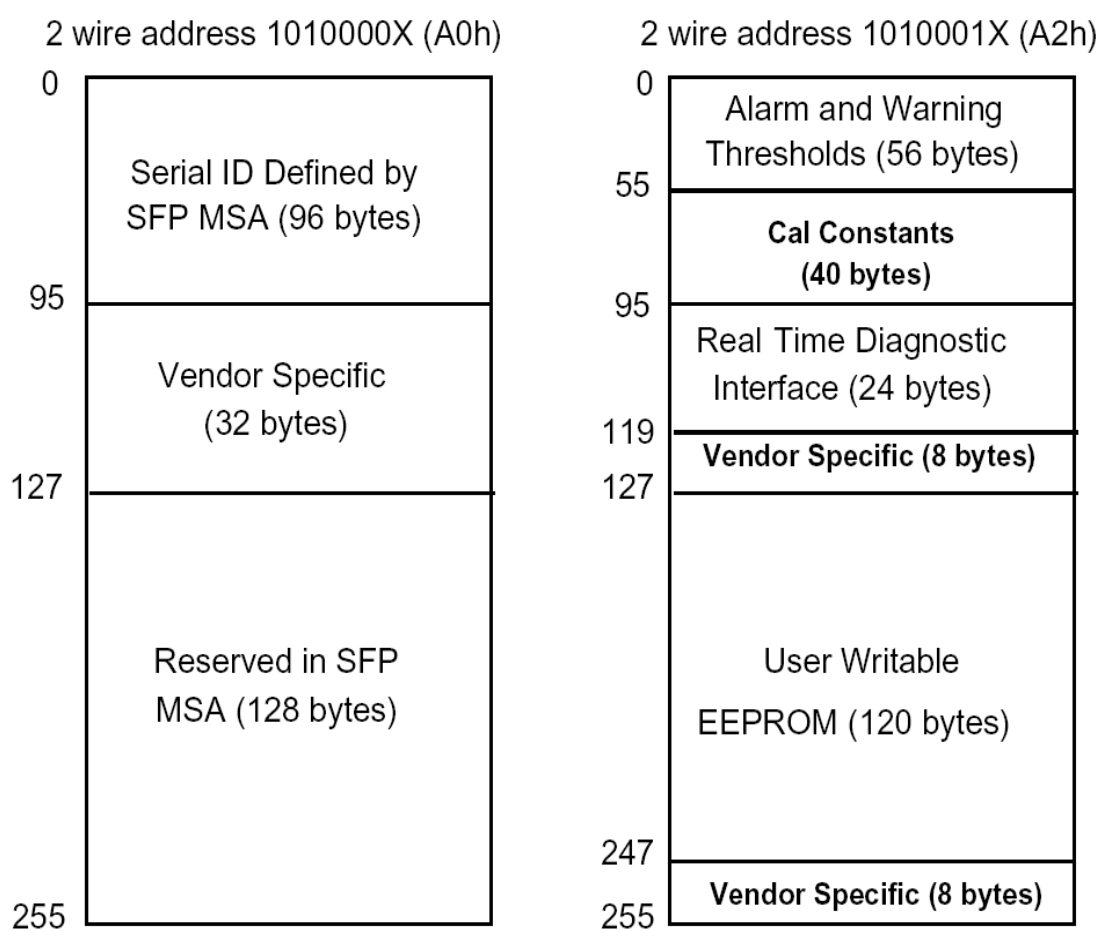 2 wire address 1010000X (A0h)
0
Serial ID Defined by
SFP MSA (96 bytes)
95
Vendor Specific
(32 bytes)
127
Reserved in SFP
MSA (128 bytes)
255
2 wire address 1010001X (A2h)
0
Alarm and Warning
Thresholds (56 bytes)
55
Cal Constants
(40 bytes)
95
Real Time Diagnostic
Interface (24 bytes)
119
Vendor Specific (8 bytes)
127
User Writable
EEPROM (120 bytes)
247
Vendor Specific (8 bytes)
255